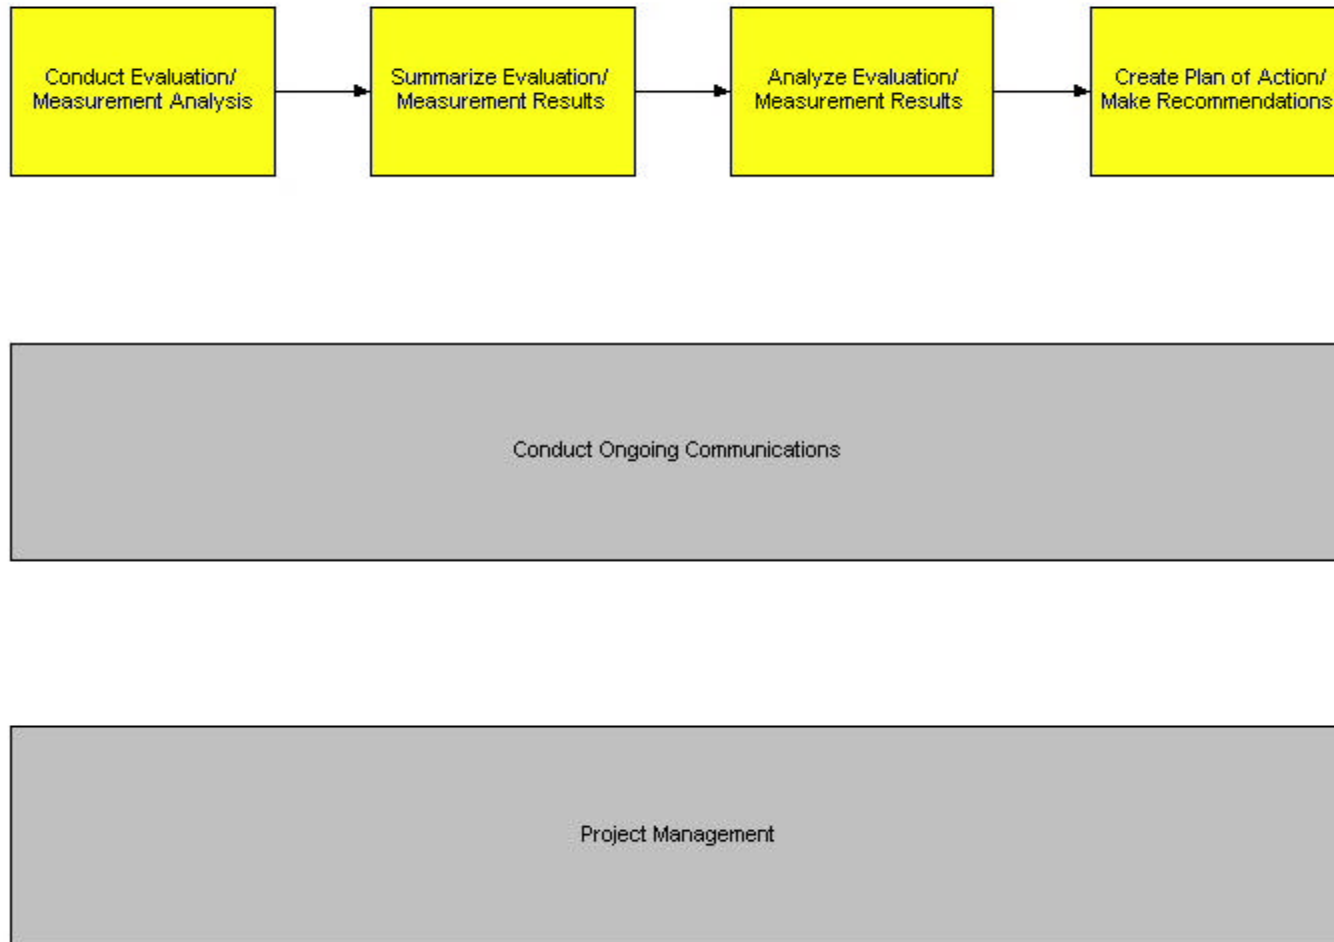 Conduct Evaluation/
Measurement Analysis
Summarize Evaluation/
Measurement Results
Analyze Evaluation/
Measurement Results
Create Plan of Action/
Make Recommendations
Conduct Ongoing Communications
Project Management